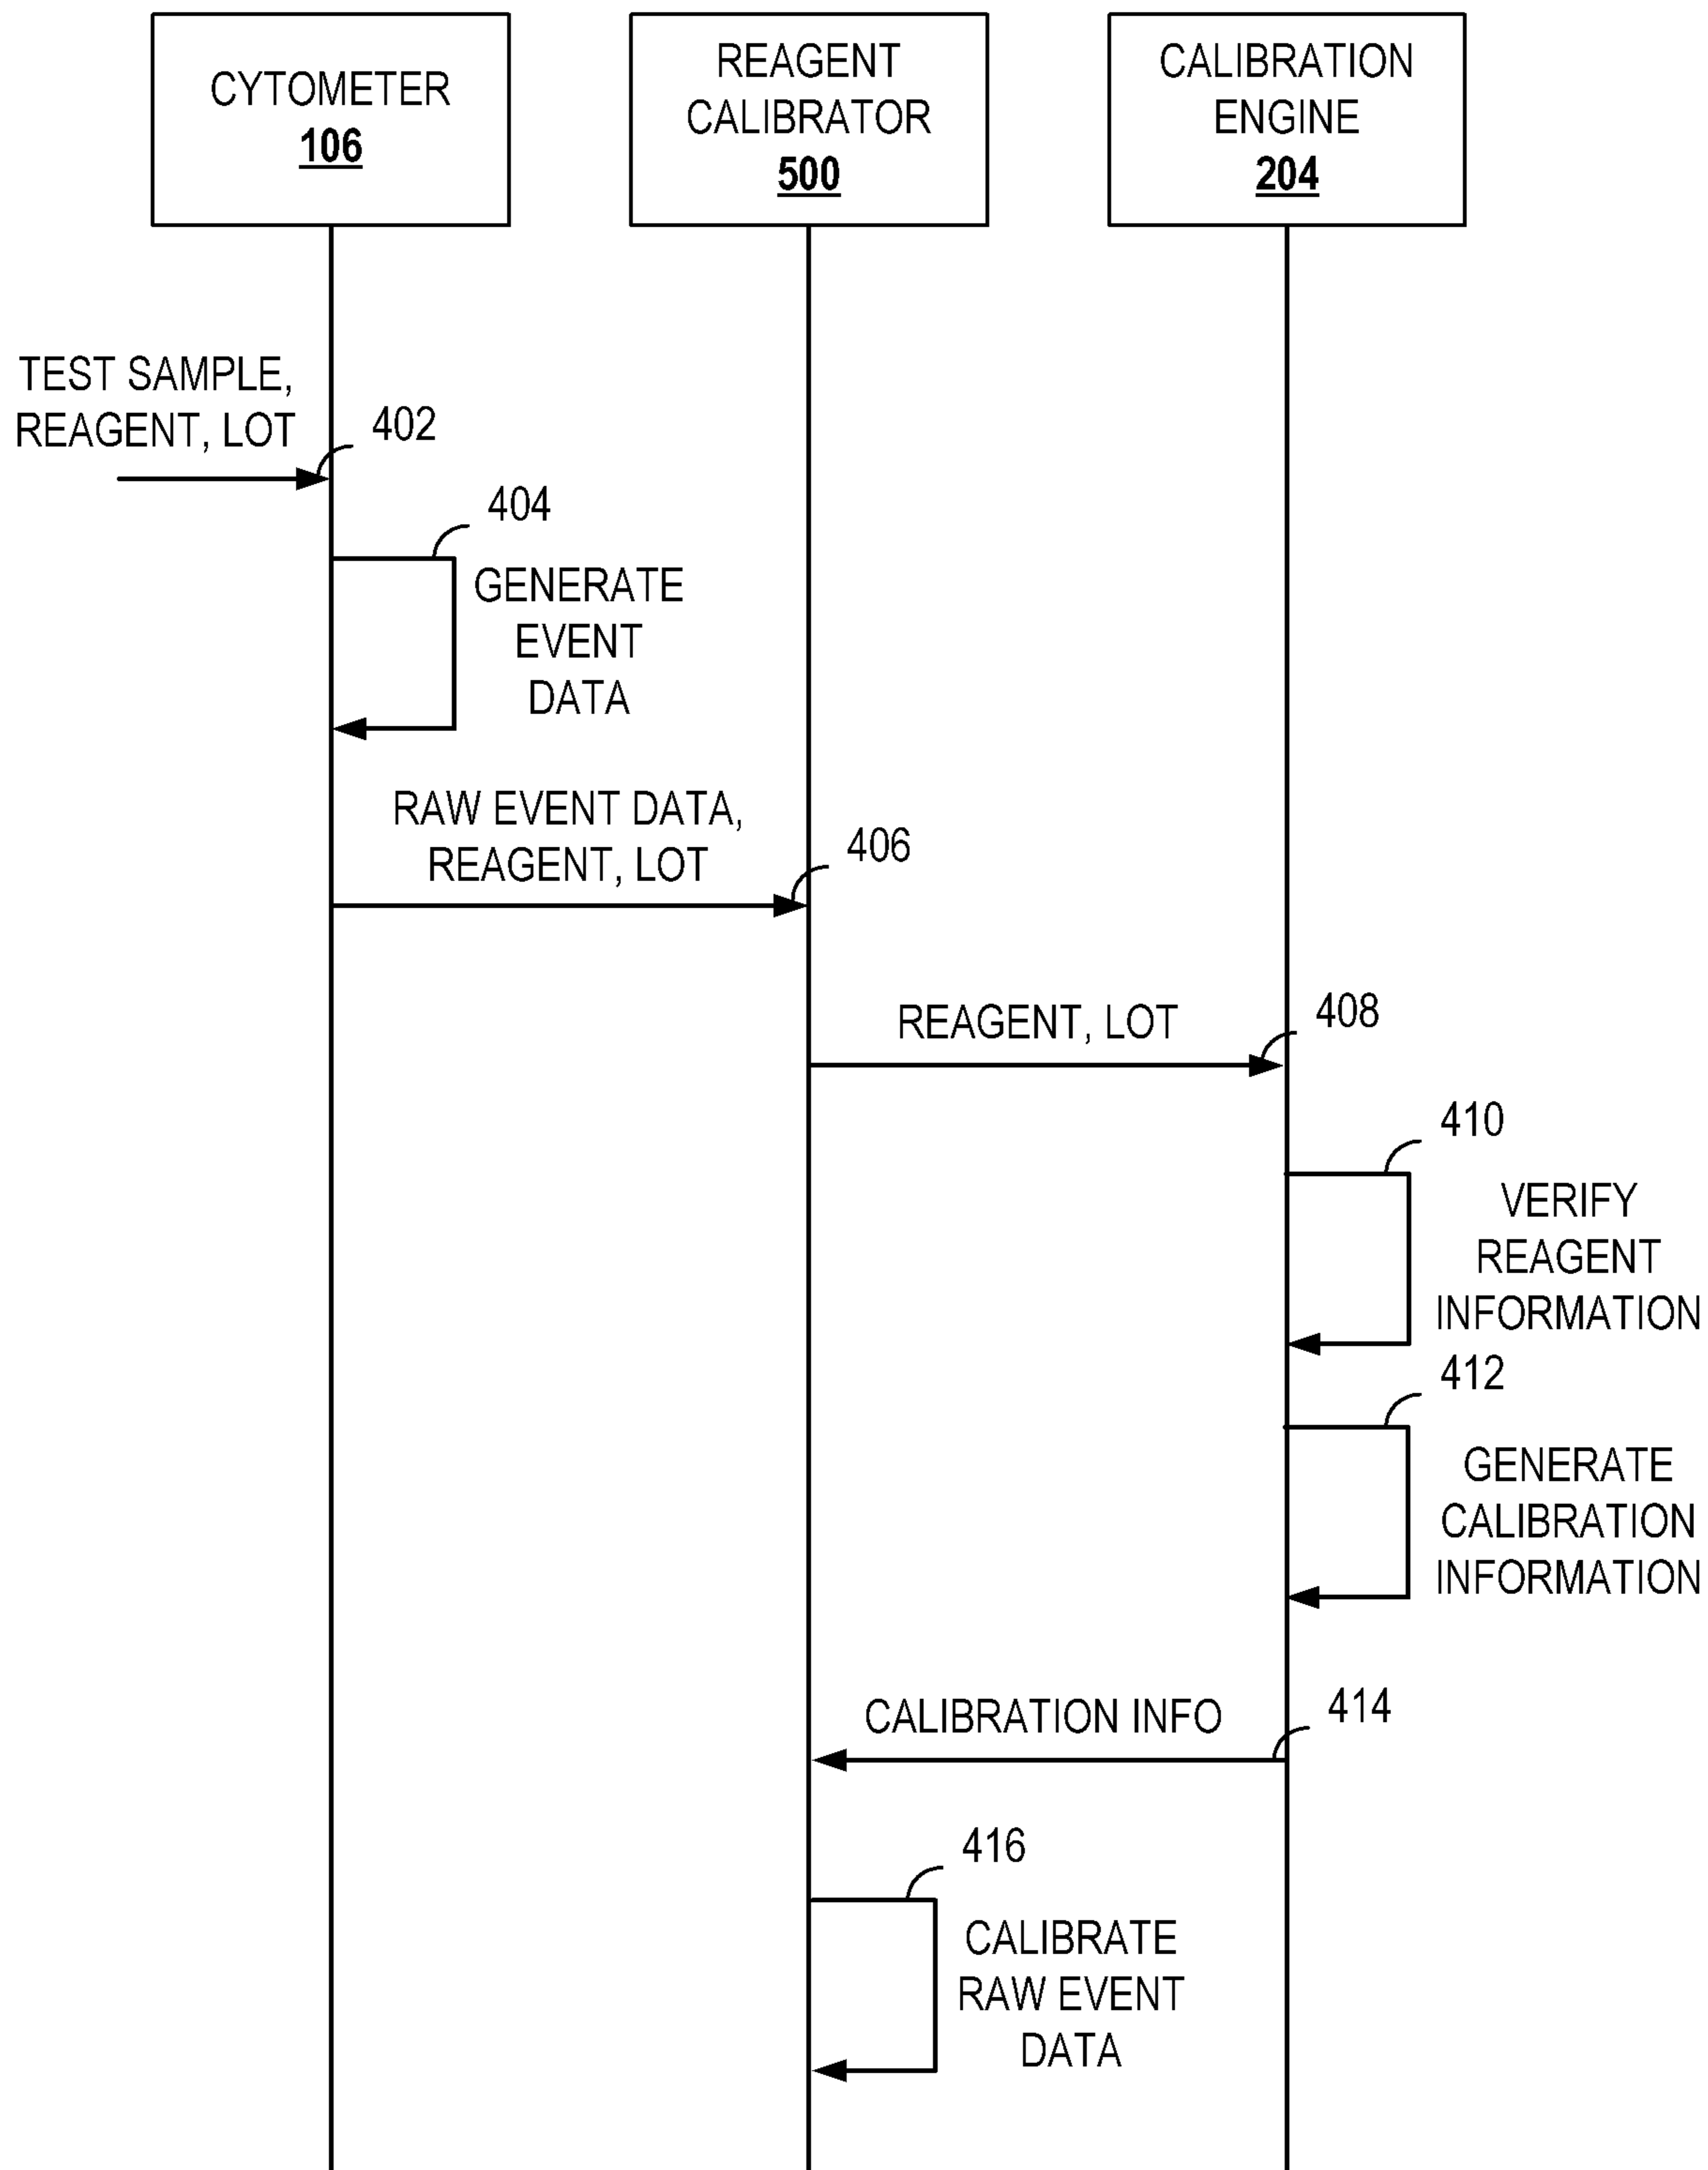 CYTOMETER
106
REAGENT
CALIBRATOR
500
CALIBRATION
ENGINE
204
TEST SAMPLE,
REAGENT, LOT
402
404
GENERATE
EVENT
DATA
RAW EVENT DATA,
REAGENT, LOT
406
REAGENT, LOT
408
410
VERIFY
REAGENT
INFORMATION
412
GENERATE
CALIBRATION
INFORMATION
CALIBRATION INFO
414
416
CALIBRATE
RAW EVENT
DATA